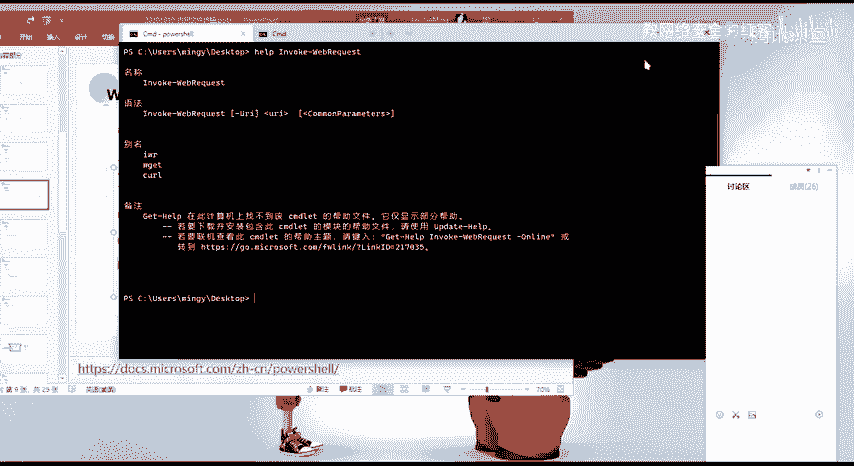 开始 插入 设计 切换
Cmd - powershell
Cmd
PS C:\Users\mingy\Desktop> help Invoke-WebRequest
名称
Invoke-WebRequest
语法
Invoke-WebRequest [-Uri] <uri> [<CommonParameters>]
别名
iwr
wget
curl
备注
Get-Help 在此计算机上找不到该 cmdlet 的帮助文件。它仅显示部分帮助。
-- 若要下载并安装包含此 cmdlet 的模块的帮助文件，请使用 Update-Help。
-- 若要联机查看此 cmdlet 的帮助主题，请键入: "Get-Help Invoke-WebRequest -Online" 或
转到 https://go.microsoft.com/fwlink/?LinkID=217035。
PS C:\Users\mingy\Desktop>
讨论区
成员(26)
https://docs.microsoft.com/zh-cn/powershell/
70%